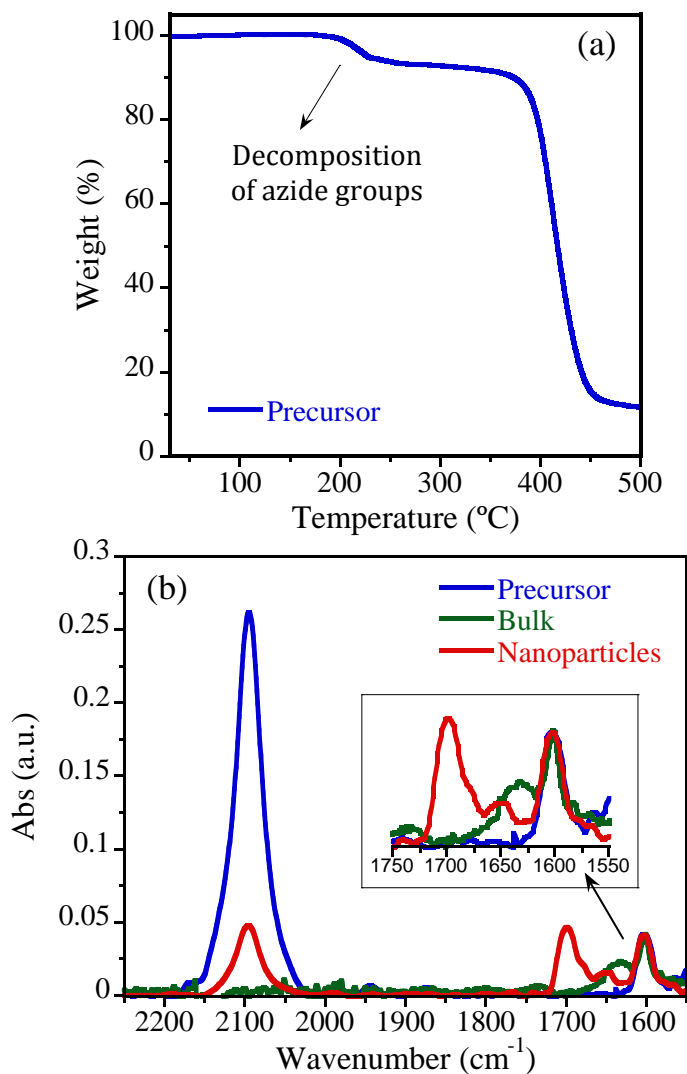 (a)
100
80
60
40
20
0
Weight (%)
Decomposition
of azide groups
Precursor
100 200 300 400 500
Temperature (ºC)
(b)
0.3
0.25
0.2
0.15
0.1
0.05
0
Abs (a.u.)
Precursor
Bulk
Nanoparticles
1750 1700 1650 1600 1550
2200 2100 2000 1900 1800 1700 1600
Wavenumber (cm⁻¹)